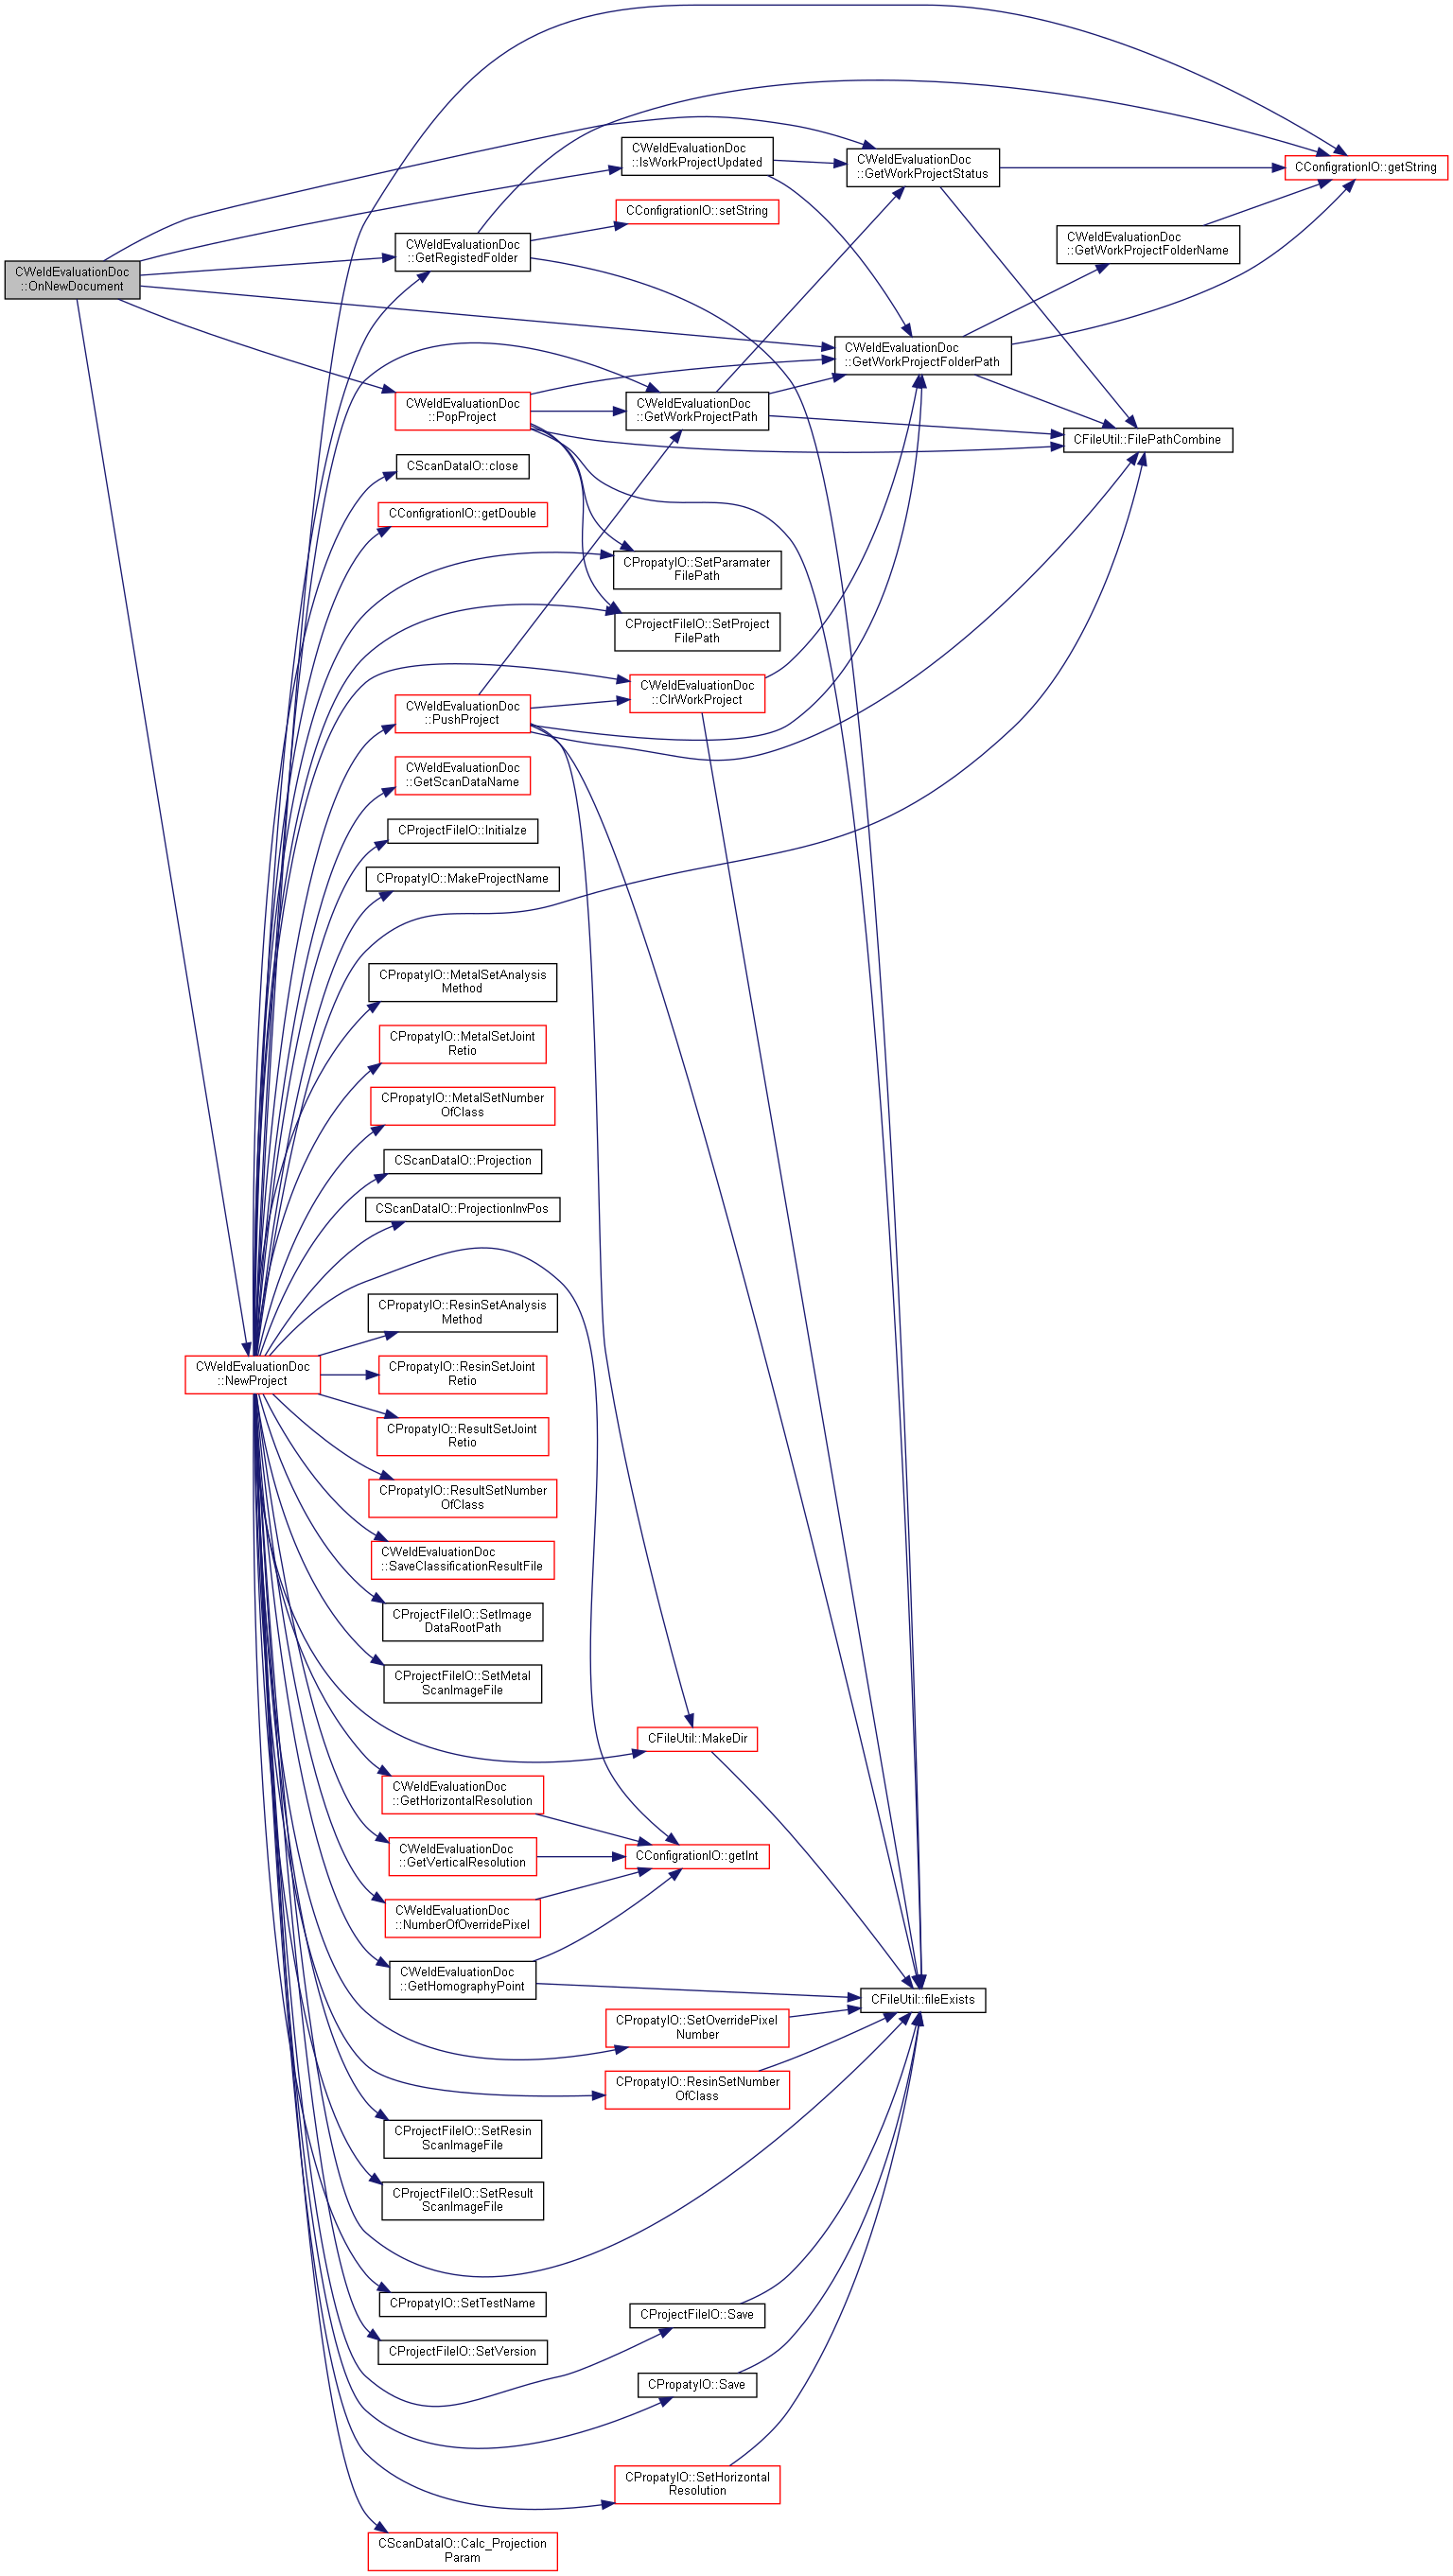 CWeldEvaluationDoc
::OnNewDocument
CWeldEvaluationDoc
::IsWorkProjectUpdated
CWeldEvaluationDoc
::GetWorkProjectStatus
CConfigrationIO::getString
CConfigrationIO::setString
CWeldEvaluationDoc
::GetRegistedFolder
CWeldEvaluationDoc
::GetWorkProjectFolderName
CWeldEvaluationDoc
::GetWorkProjectFolderPath
CWeldEvaluationDoc
::PopProject
CWeldEvaluationDoc
::GetWorkProjectPath
CFileUtil::FilePathCombine
CScanDataIO::close
CConfigrationIO::getDouble
CPropatyIO::SetParamater
FilePath
CProjectFileIO::SetProject
FilePath
CWeldEvaluationDoc
::ClrWorkProject
CWeldEvaluationDoc
::PushProject
CWeldEvaluationDoc
::GetScanDataName
CProjectFileIO::Initialze
CPropatyIO::MakeProjectName
CPropatyIO::MetalSetAnalysis
Method
CPropatyIO::MetalSetJoint
Retio
CPropatyIO::MetalSetNumber
OfClass
CScanDataIO::Projection
CScanDataIO::ProjectionInvPos
CPropatyIO::ResinSetAnalysis
Method
CWeldEvaluationDoc
::NewProject
CPropatyIO::ResinSetJoint
Retio
CPropatyIO::ResultSetJoint
Retio
CPropatyIO::ResultSetNumber
OfClass
CWeldEvaluationDoc
::SaveClassificationResultFile
CProjectFileIO::SetImage
DataRootPath
CProjectFileIO::SetMetal
ScanImageFile
CFileUtil::MakeDir
CWeldEvaluationDoc
::GetHorizontalResolution
CWeldEvaluationDoc
::GetVerticalResolution
CConfigrationIO::getInt
CWeldEvaluationDoc
::NumberOfOverridePixel
CWeldEvaluationDoc
::GetHomographyPoint
CFileUtil::fileExists
CPropatyIO::SetOverridePixel
Number
CPropatyIO::ResinSetNumber
OfClass
CProjectFileIO::SetResin
ScanImageFile
CProjectFileIO::SetResult
ScanImageFile
CPropatyIO::SetTestName
CProjectFileIO::Save
CProjectFileIO::SetVersion
CPropatyIO::Save
CPropatyIO::SetHorizontal
Resolution
CScanDataIO::Calc_Projection
Param